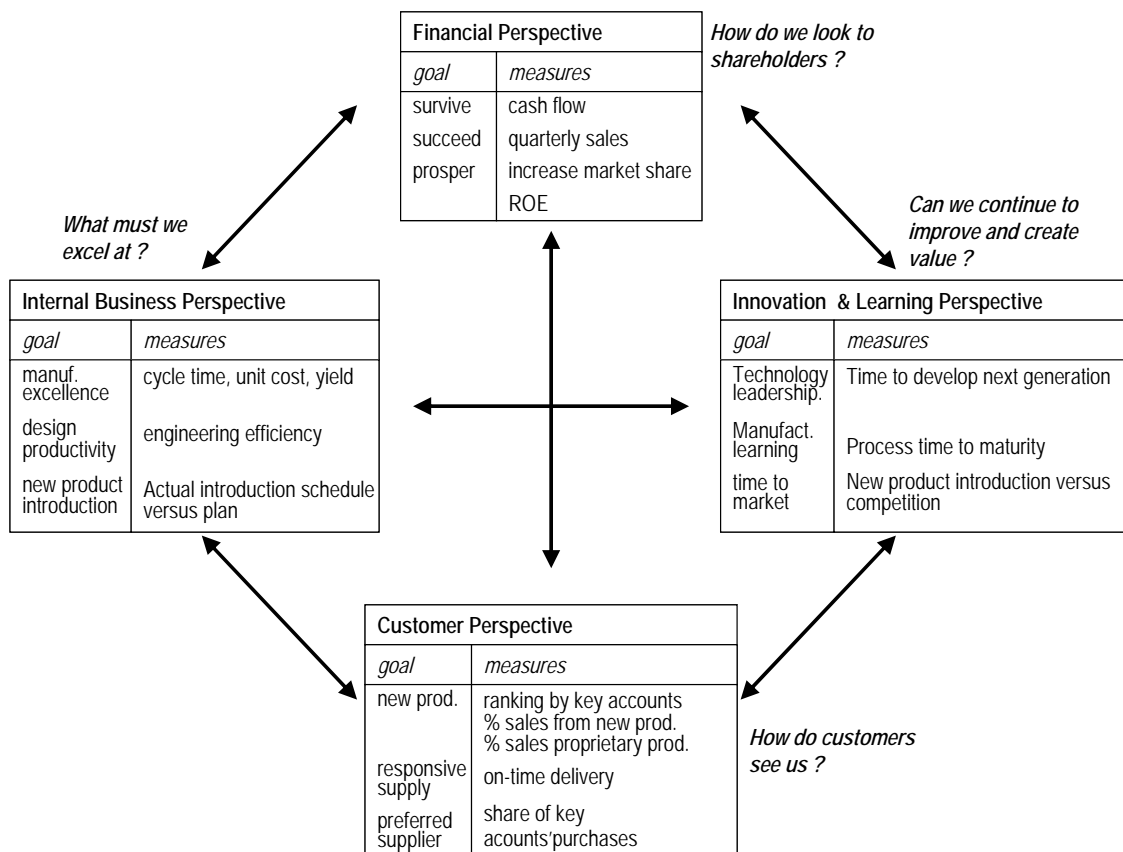 Financial Perspective
How do we look to
shareholders ?
goal measures
survive cash flow
succeed quarterly sales
prosper increase market share
ROE
What must we
excel at ?
Can we continue to
improve and create
value ?
Internal Business Perspective
goal measures
manuf.
excellence
cycle time, unit cost, yield
design
productivity
engineering efficiency
new product
introduction
Actual introduction schedule
versus plan
Innovation & Learning Perspective
goal measures
Technology
leadership.
Time to develop next generation
Manufact.
learning
Process time to maturity
time to
market
New product introduction versus
competition
Customer Perspective
goal measures
new prod.
ranking by key accounts
% sales from new prod.
% sales proprietary prod.
responsive
supply
on-time delivery
preferred
supplier
share of key
acounts'purchases
How do customers
see us ?